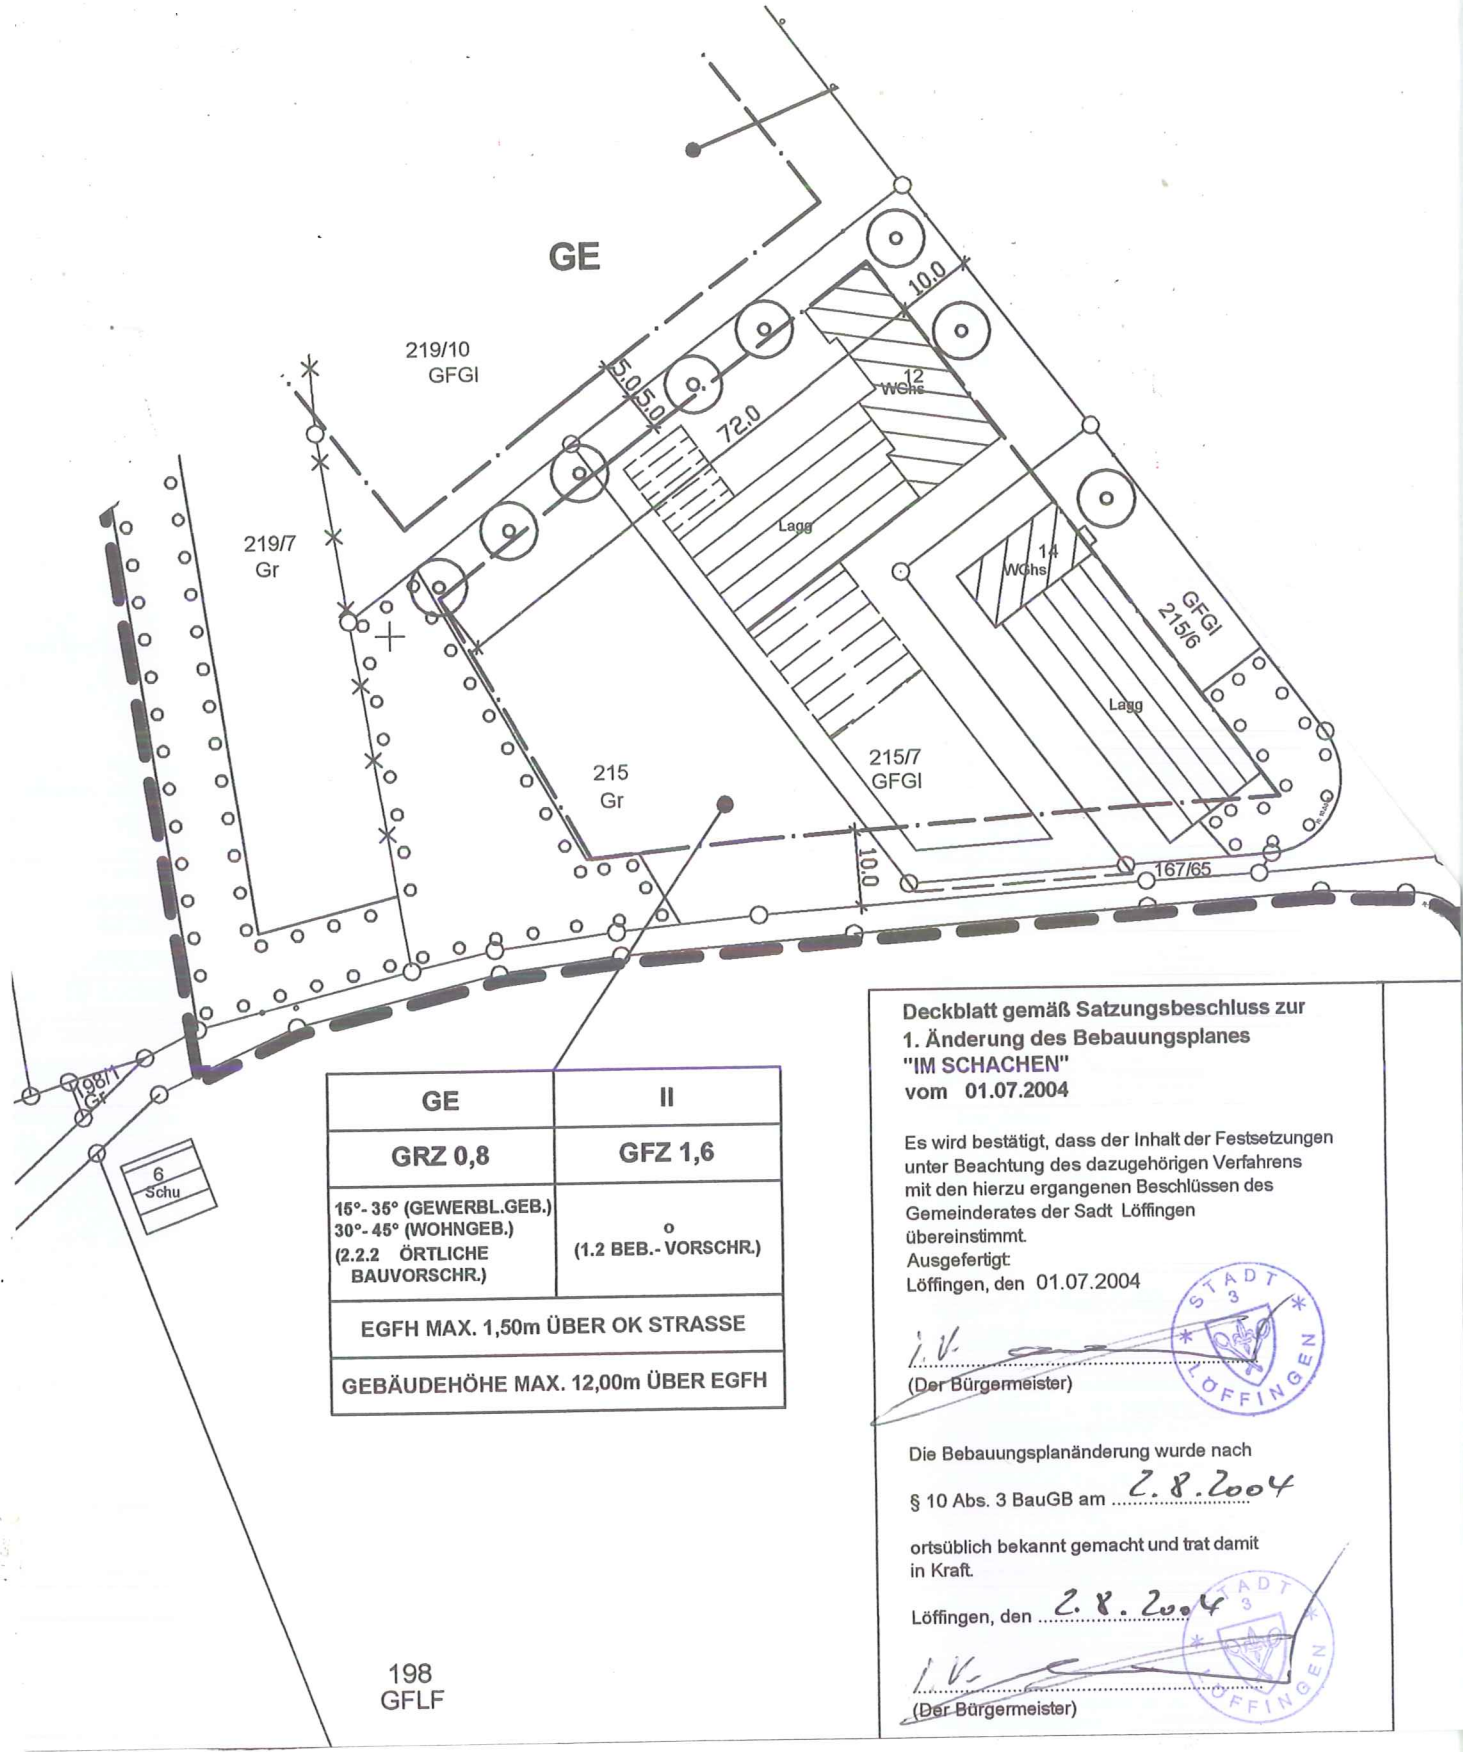 GE
10.0
219/10
GFGI
5.0
5.0
72.0
12
WGhs
219/7
Gr
Lagg
14
WGhs
GFGI
215/6
Lagg
215
Gr
215/7
GFGI
10.0
167/65
198/1
Gr
6
Schu
GE II
GRZ 0,8 GFZ 1,6
15°- 35° (GEWERBL.GEB.)
30°- 45° (WOHNGEB.)
(2.2.2 ÖRTLICHE
BAUVORSCHR.)
o
(1.2 BEB.- VORSCHR.)
EGFH MAX. 1,50m ÜBER OK STRASSE
GEBÄUDEHÖHE MAX. 12,00m ÜBER EGFH
198
GFLF
Deckblatt gemäß Satzungsbeschluss zur
1. Änderung des Bebauungsplanes
"IM SCHACHEN"
vom 01.07.2004
Es wird bestätigt, dass der Inhalt der Festsetzungen
unter Beachtung des dazugehörigen Verfahrens
mit den hierzu ergangenen Beschlüssen des
Gemeinderates der Sadt Löffingen
übereinstimmt.
Ausgefertigt:
Löffingen, den 01.07.2004
STADT
3
LÖFFINGEN
i.V.
(Der Bürgermeister)
Die Bebauungsplanänderung wurde nach
§ 10 Abs. 3 BauGB am 2.8.2004
ortsüblich bekannt gemacht und trat damit
in Kraft.
Löffingen, den 2.8.2004
STADT
3
LÖFFINGEN
i.V.
(Der Bürgermeister)